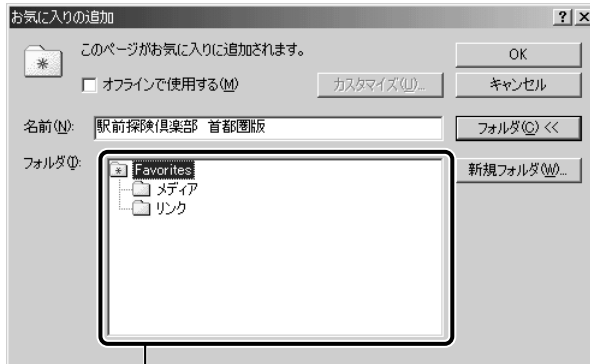 お気に入りの追加
このページがお気に入りに追加されます。
オフラインで使用する(M)
カスタマイズ(U)...
OK
キャンセル
名前(N):
駅前探険倶楽部 首都圏版
フォルダ(C) <<
フォルダ(I):
Favorites
メディア
リンク
新規フォルダ(W)...